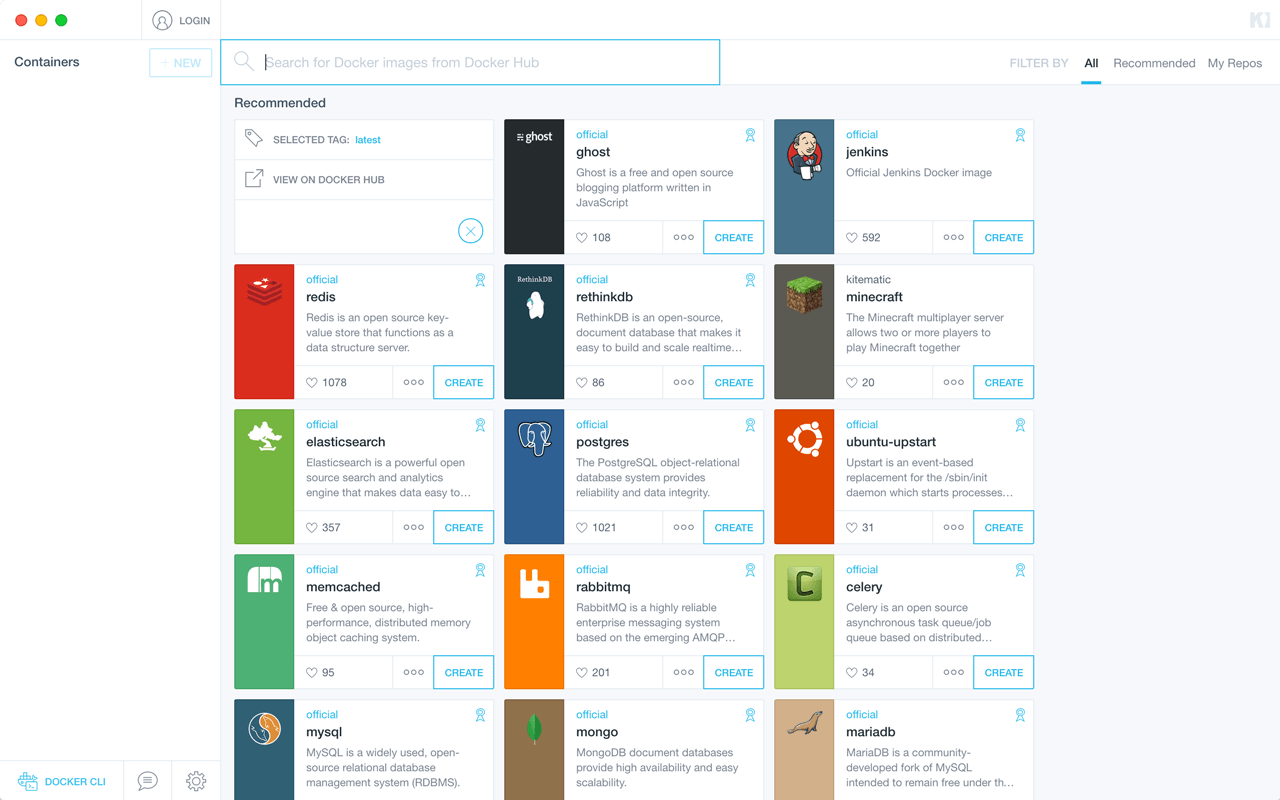 LOGIN
Containers
+ NEW
Search for Docker images from Docker Hub
FILTER BY
All
Recommended
My Repos
Recommended
SELECTED TAG: latest
VIEW ON DOCKER HUB
ghost
official
ghost
Ghost is a free and open source
blogging platform written in
JavaScript
108
CREATE
official
jenkins
Official Jenkins Docker image
592
CREATE
official
redis
Redis is an open source key-
value store that functions as a
data structure server.
1078
CREATE
RethinkDB
official
rethinkdb
RethinkDB is an open-source,
document database that makes it
easy to build and scale realtime…
86
CREATE
kitematic
minecraft
The Minecraft multiplayer server
allows two or more players to
play Minecraft together
20
CREATE
official
elasticsearch
Elasticsearch is a powerful open
source search and analytics
engine that makes data easy to…
357
CREATE
official
postgres
The PostgreSQL object-relational
database system provides
reliability and data integrity.
1021
CREATE
official
ubuntu-upstart
Upstart is an event-based
replacement for the /sbin/init
daemon which starts processes…
31
CREATE
m
official
memcached
Free & open source, high-
performance, distributed memory
object caching system.
95
CREATE
official
rabbitmq
RabbitMQ is a highly reliable
enterprise messaging system
based on the emerging AMQP…
201
CREATE
C
official
celery
Celery is an open source
asynchronous task queue/job
queue based on distributed…
34
CREATE
official
mysql
MySQL is a widely used, open-
source relational database
management system (RDBMS).
official
mongo
MongoDB document databases
provide high availability and easy
scalability.
official
mariadb
MariaDB is a community-
developed fork of MySQL
intended to remain free under th…
DOCKER CLI